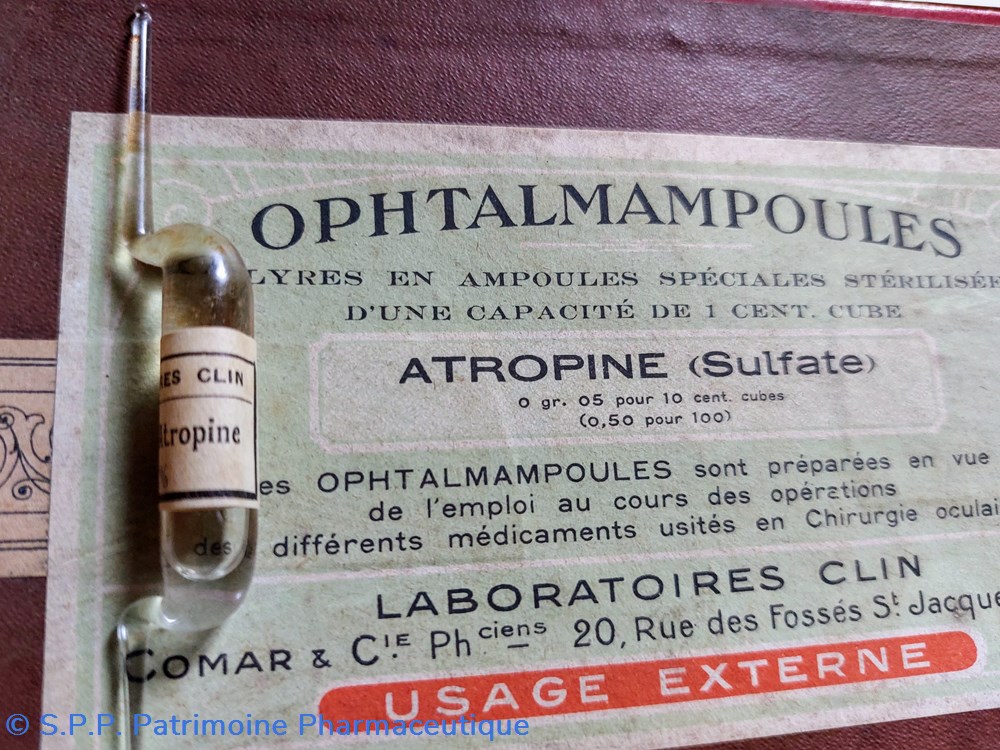 OPHTALMAMPOULES
LYRES EN AMPOULES SPÉCIALES STÉRILISÉE
D'UNE CAPACITÉ DE 1 CENT. CUBE
ATROPINE (Sulfate)
0 gr. 05 pour 10 cent. cubes
(0,50 pour 100)
es OPHTALMAMPOULES sont préparées en vue
de l'emploi au cours des opérations
des différents médicaments usités en Chirurgie oculai
LABORATOIRES CLIN
COMAR & CIE Phciens 20, Rue des Fossés St Jacque
USAGE EXTERNE
ES CLIN
tropine
© S.P.P. Patrimoine Pharmaceutique